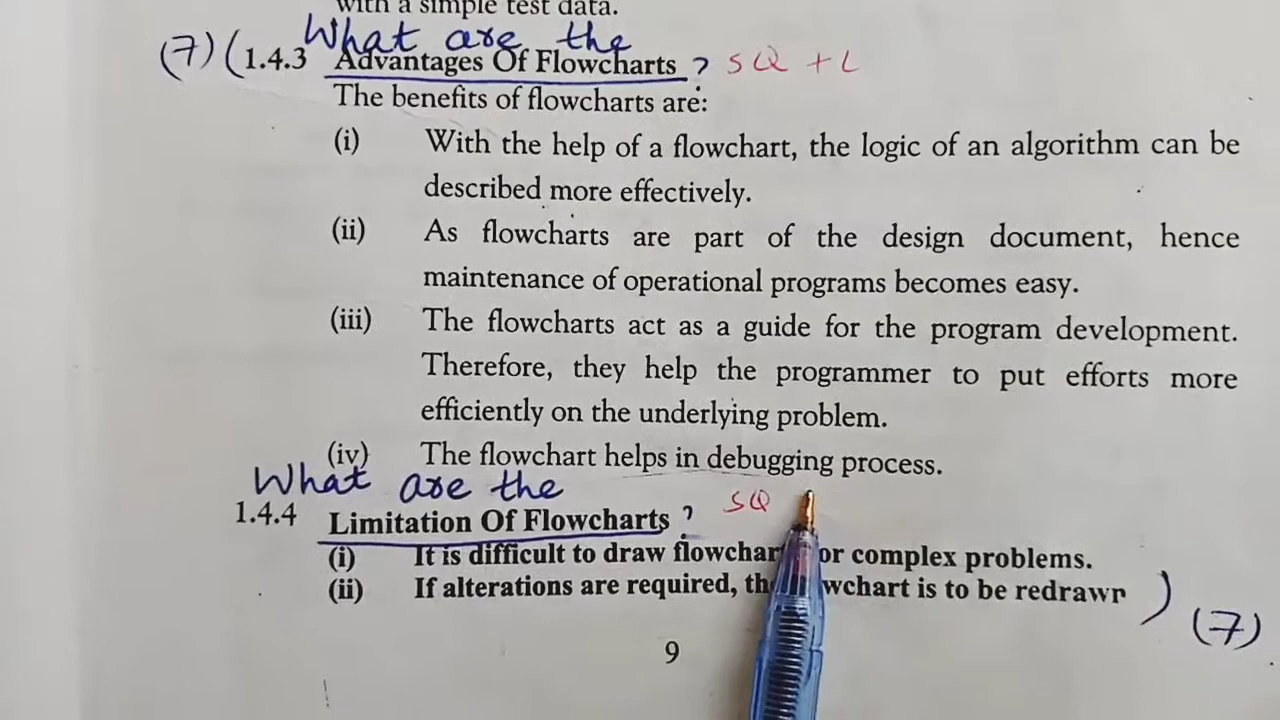 with a simple test data.
What are the
(7) (1.4.3 Advantages Of Flowcharts ? SQ + L
The benefits of flowcharts are:
(i) With the help of a flowchart, the logic of an algorithm can be
described more effectively.
(ii) As flowcharts are part of the design document, hence
maintenance of operational programs becomes easy.
(iii) The flowcharts act as a guide for the program development.
Therefore, they help the programmer to put efforts more
efficiently on the underlying problem.
(iv) The flowchart helps in debugging process.
What are the
1.4.4 Limitation Of Flowcharts ? SQ
(i) It is difficult to draw complex problems.
(ii) If alterations are required, is to be redrawn )
(7)
9